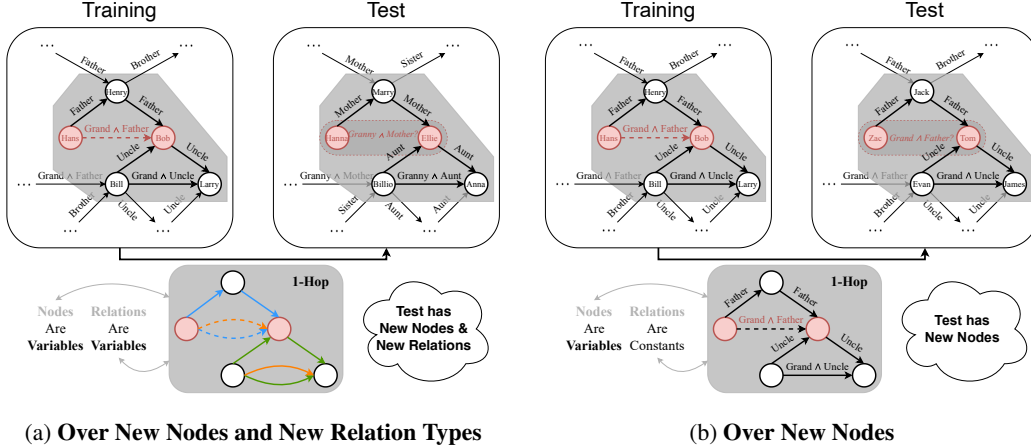 Training
Test
…
…
Father
Brother
Henry
Father
Father
Hans
Grand ∧ Father
Bob
Uncle
Uncle
… Grand ∧ Father
Bill
Grand ∧ Uncle
Larry
Brother
Uncle
Uncle
…
…
…
…
Mother
Sister
Marry
Mother
Mother
Hanna
Granny ∧ Mother?
Ellie
Aunt
Aunt
… Granny ∧ Mother
Billio
Granny ∧ Aunt
Anna
Sister
Aunt
Aunt
…
…
1-Hop
Nodes
Are
Variables
Relations
Are
Variables
Test has
New Nodes &
New Relations
(a) Over New Nodes and New Relation Types
Training
Test
…
…
Father
Brother
Henry
Father
Father
Hans
Grand ∧ Father
Bob
Uncle
Uncle
… Grand ∧ Father
Bill
Grand ∧ Uncle
Larry
Brother
Uncle
Uncle
…
…
…
…
Father
Brother
Jack
Father
Father
Zac
Grand ∧ Father?
Tom
Uncle
Uncle
… Grand ∧ Father
Evan
Grand ∧ Uncle
James
Brother
Uncle
Uncle
…
…
1-Hop
Father
Father
Grand ∧ Father
Uncle
Uncle
Grand ∧ Uncle
Nodes
Are
Variables
Relations
Are
Constants
Test has
New Nodes
(b) Over New Nodes